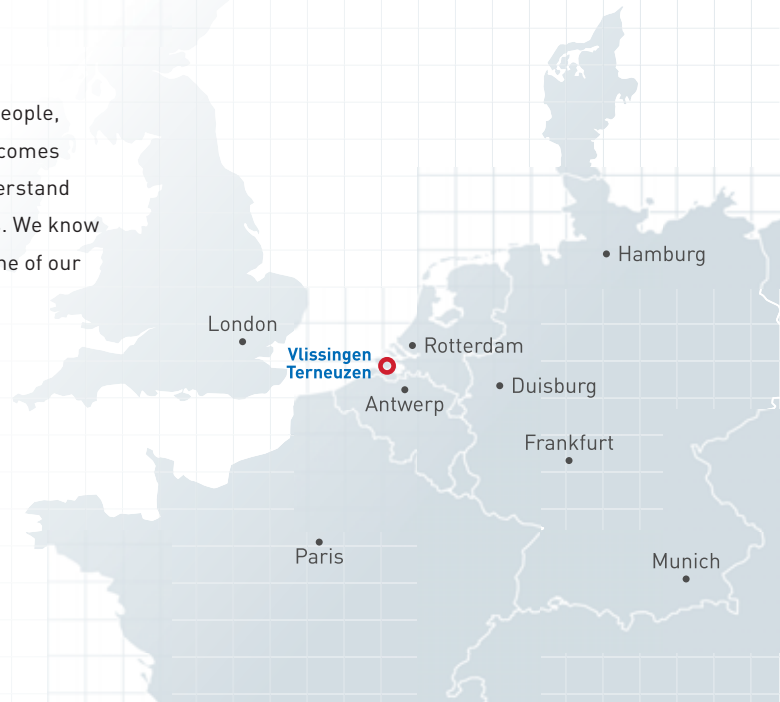 eople,
comes
erstand
. We know
ne of our
Hamburg
London
Vlissingen
Terneuzen
Rotterdam
Duisburg
Antwerp
Frankfurt
Paris
Munich